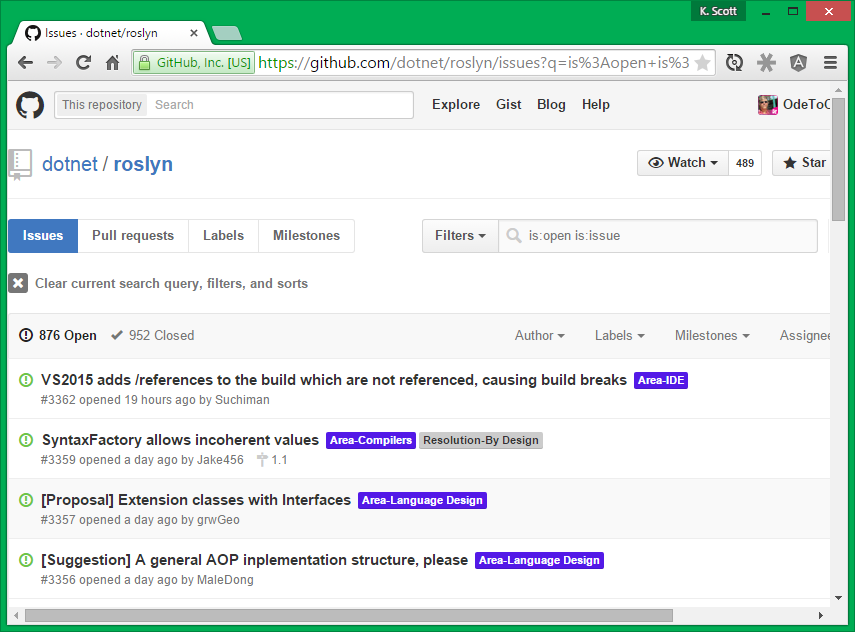 K. Scott
Issues · dotnet/roslyn
GitHub, Inc. [US] https://github.com/dotnet/roslyn/issues?q=is%3Aopen+is%3
This repository Search Explore Gist Blog Help OdeToC
dotnet / roslyn Watch 489 Star
Issues Pull requests Labels Milestones Filters is:open is:issue
Clear current search query, filters, and sorts
876 Open 952 Closed Author Labels Milestones Assignee
VS2015 adds /references to the build which are not referenced, causing build breaks Area-IDE
#3362 opened 19 hours ago by Suchiman
SyntaxFactory allows incoherent values Area-Compilers Resolution-By Design
#3359 opened a day ago by Jake456 1.1
[Proposal] Extension classes with Interfaces Area-Language Design
#3357 opened a day ago by grwGeo
[Suggestion] A general AOP inplementation structure, please Area-Language Design
#3356 opened a day ago by MaleDong